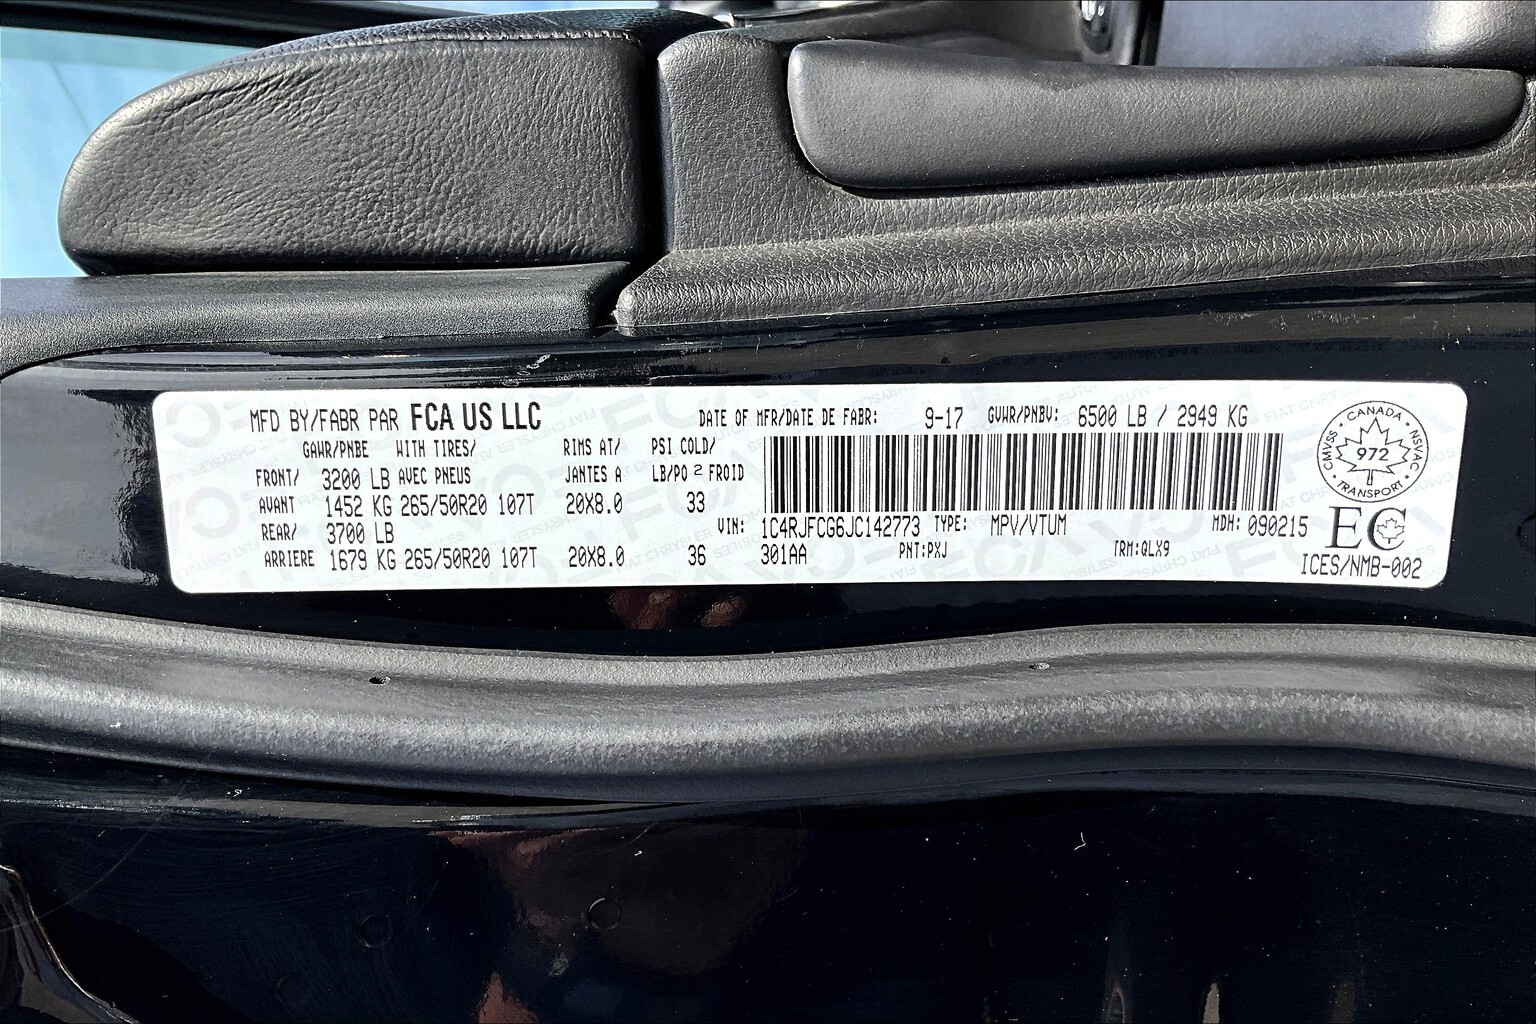 MFD BY/FABR PAR FCA US LLC DATE OF MFR/DATE DE FABR: 9-17 GVWR/PNBV: 6500 LB / 2949 KG
GAWR/PNBE WITH TIRES/ RIMS AT/ PSI COLD/
FRONT/ 3200 LB AVEC PNEUS JANTES A LB/PO 2 FROID
AVANT 1452 KG 265/50R20 107T 20X8.0 33
REAR/ 3700 LB
ARRIERE 1679 KG 265/50R20 107T 20X8.0 36
VIN: 1C4RJFCG6JC142773 TYPE: MPV/VTUM MDH: 090215
301AA PNT:PXJ TRM:QLX9
CANADA
CMVSS 972 NSVAC
TRANSPORT
EC
ICES/NMB-002